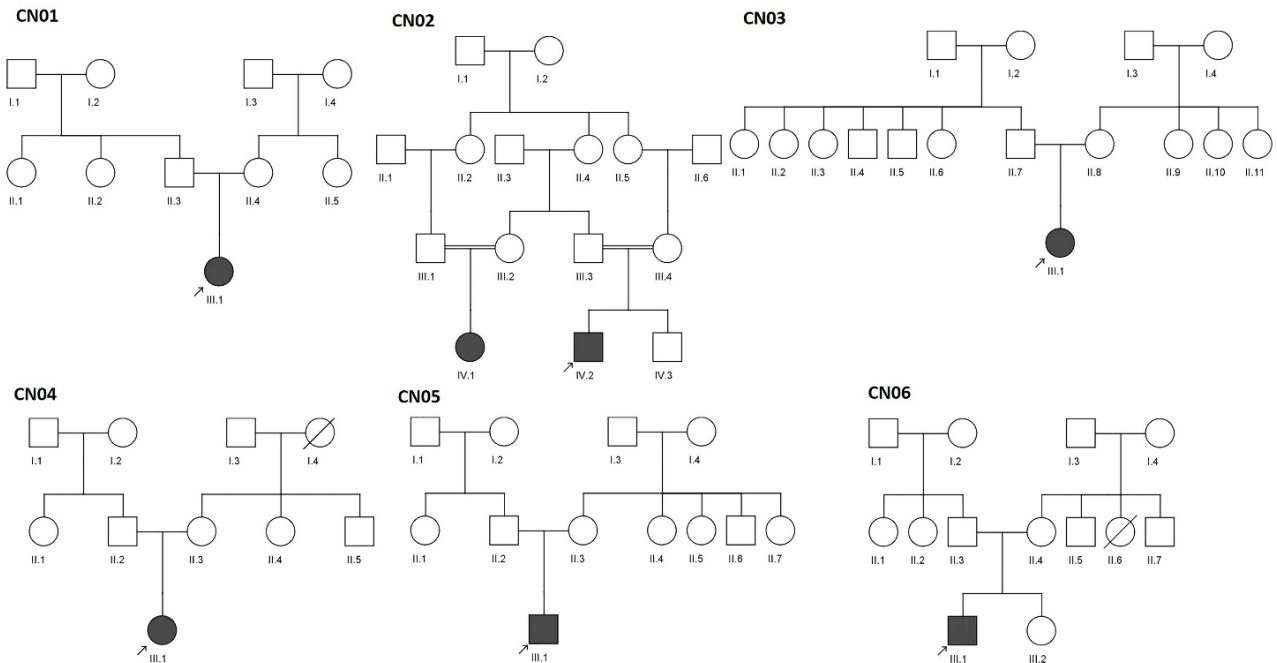 CN01
I.1 I.2 I.3 I.4
II.1 II.2 II.3 II.4 II.5
III.1
CN02
I.1 I.2
II.1 II.2 II.3 II.4 II.5 II.6
III.1 III.2 III.3 III.4
IV.1 IV.2 IV.3
CN03
I.1 I.2 I.3 I.4
II.1 II.2 II.3 II.4 II.5 II.6 II.7 II.8 II.9 II.10 II.11
III.1
CN04
I.1 I.2 I.3 I.4
II.1 II.2 II.3 II.4 II.5
III.1
CN05
I.1 I.2 I.3 I.4
II.1 II.2 II.3 II.4 II.5 II.6 II.7
III.1
CN06
I.1 I.2 I.3 I.4
II.1 II.2 II.3 II.4 II.5 II.6 II.7
III.1 III.2